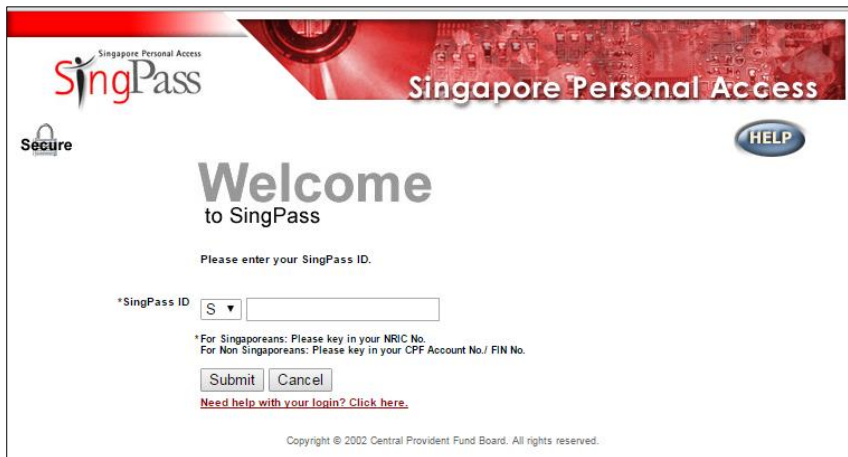 Singapore Personal Access
SingPass
Singapore Personal Access
Secure
HELP
Welcome
to SingPass
Please enter your SingPass ID.
*SingPass ID S ▼
*For Singaporeans: Please key in your NRIC No.
For Non Singaporeans: Please key in your CPF Account No./ FIN No.
Submit Cancel
Need help with your login? Click here.
Copyright © 2002 Central Provident Fund Board. All rights reserved.